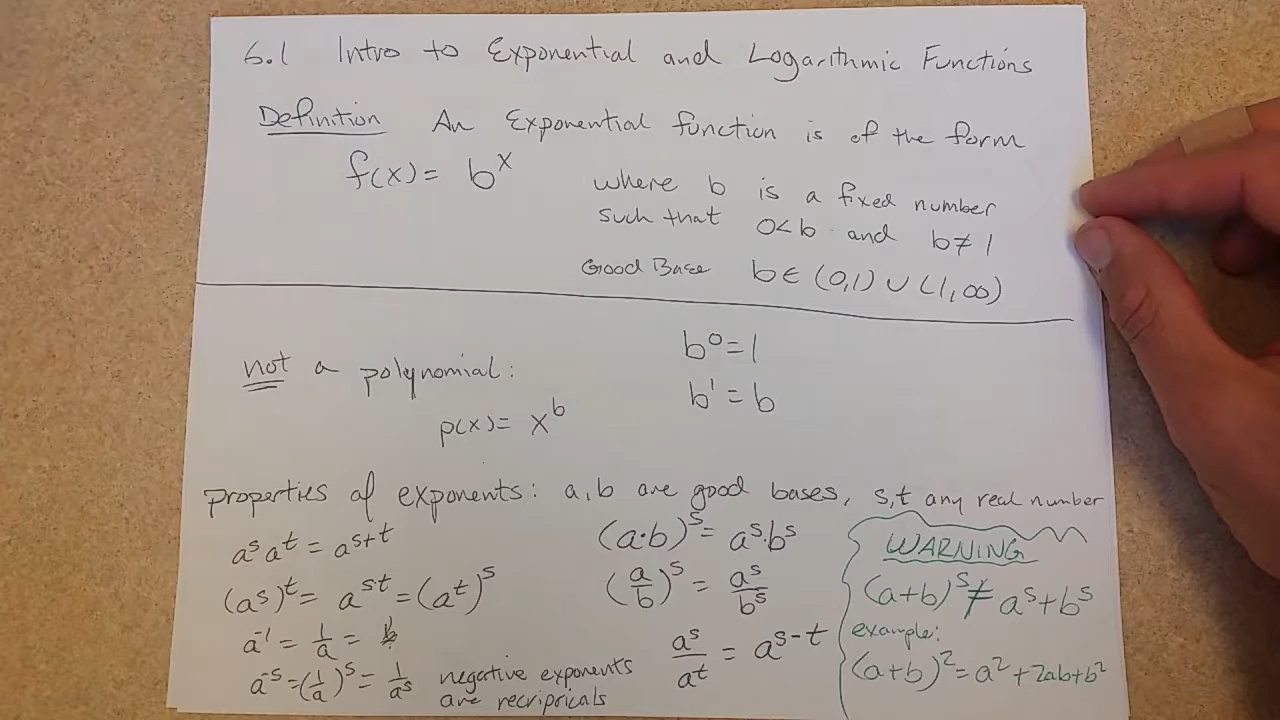 6.1 Intro to Exponential and Logarithmic Functions
Definition An Exponential function is of the form
f(x) = b^x
where b is a fixed number
such that 0<b and b≠1
Good Base b ∈ (0,1) ∪ (1,∞)
not a polynomial:
p(x) = x^b
b^0 = 1
b^1 = b
properties of exponents: a,b are good bases, s,t any real number
a^s a^t = a^{s+t}
(a^s)^t = a^{s·t} = (a^t)^s
a^{-1} = 1/a =
a^{-s} = (1/a)^s = 1/a^s negative exponents
are recripricals
(a·b)^s = a^s·b^s
(a/b)^s = a^s/b^s
a^s/a^t = a^{s-t}
WARNING
(a+b)^s ≠ a^s + b^s
example:
(a+b)^2 = a^2 + 2ab + b^2